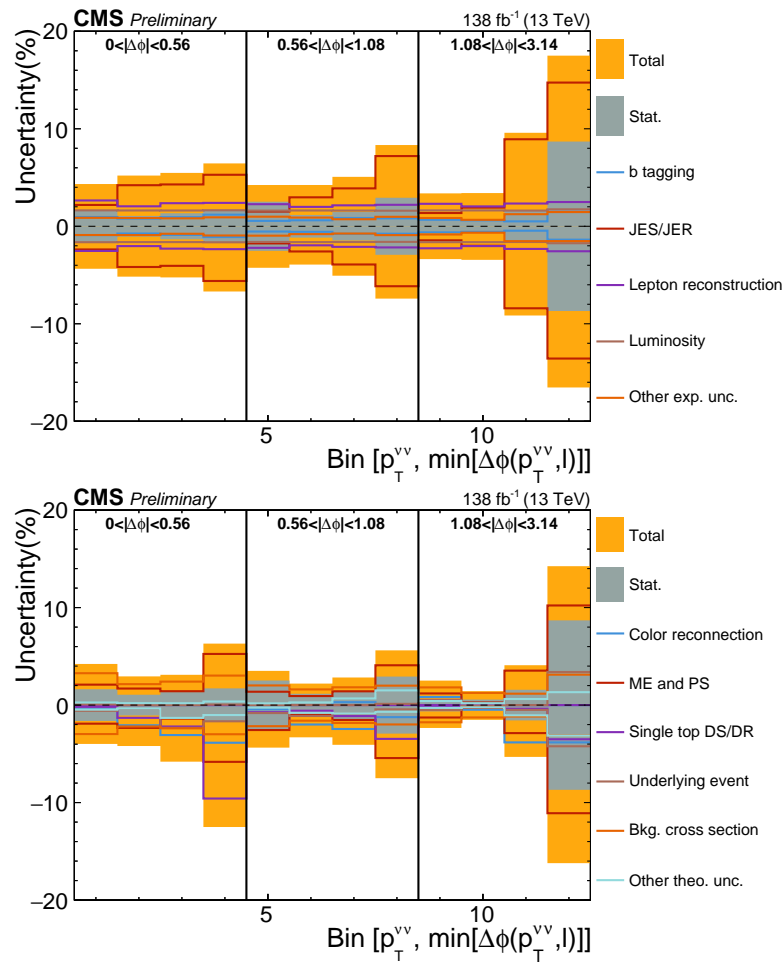 CMS Preliminary 138 fb⁻¹ (13 TeV)
0<|Δϕ|<0.56 0.56<|Δϕ|<1.08 1.08<|Δϕ|<3.14
Uncertainty(%)
20
10
0
−10
−20
5 10
Bin [p_T^νν, min[Δϕ(p_T^νν,l)]]
Total
Stat.
b tagging
JES/JER
Lepton reconstruction
Luminosity
Other exp. unc.
CMS Preliminary 138 fb⁻¹ (13 TeV)
0<|Δϕ|<0.56 0.56<|Δϕ|<1.08 1.08<|Δϕ|<3.14
Uncertainty(%)
20
10
0
−10
−20
5 10
Bin [p_T^νν, min[Δϕ(p_T^νν,l)]]
Total
Stat.
Color reconnection
ME and PS
Single top DS/DR
Underlying event
Bkg. cross section
Other theo. unc.